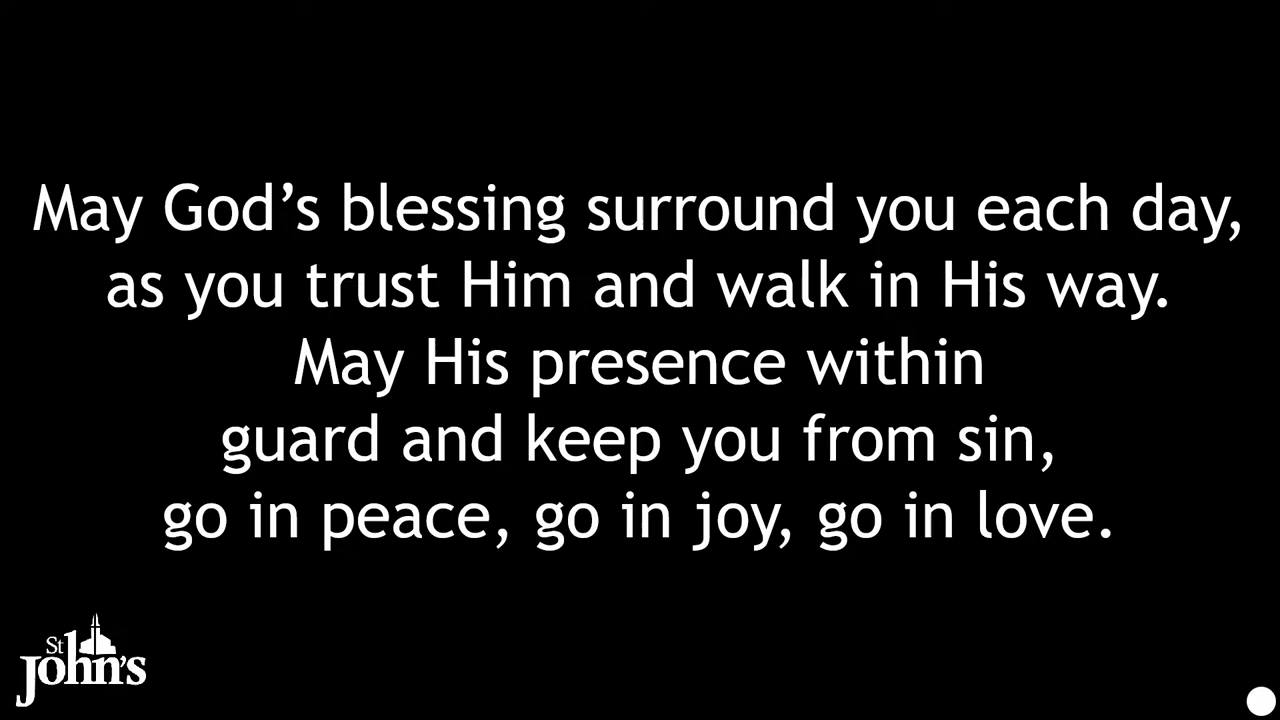 May God’s blessing surround you each day,
as you trust Him and walk in His way.
May His presence within
guard and keep you from sin,
go in peace, go in joy, go in love.
St
John’s